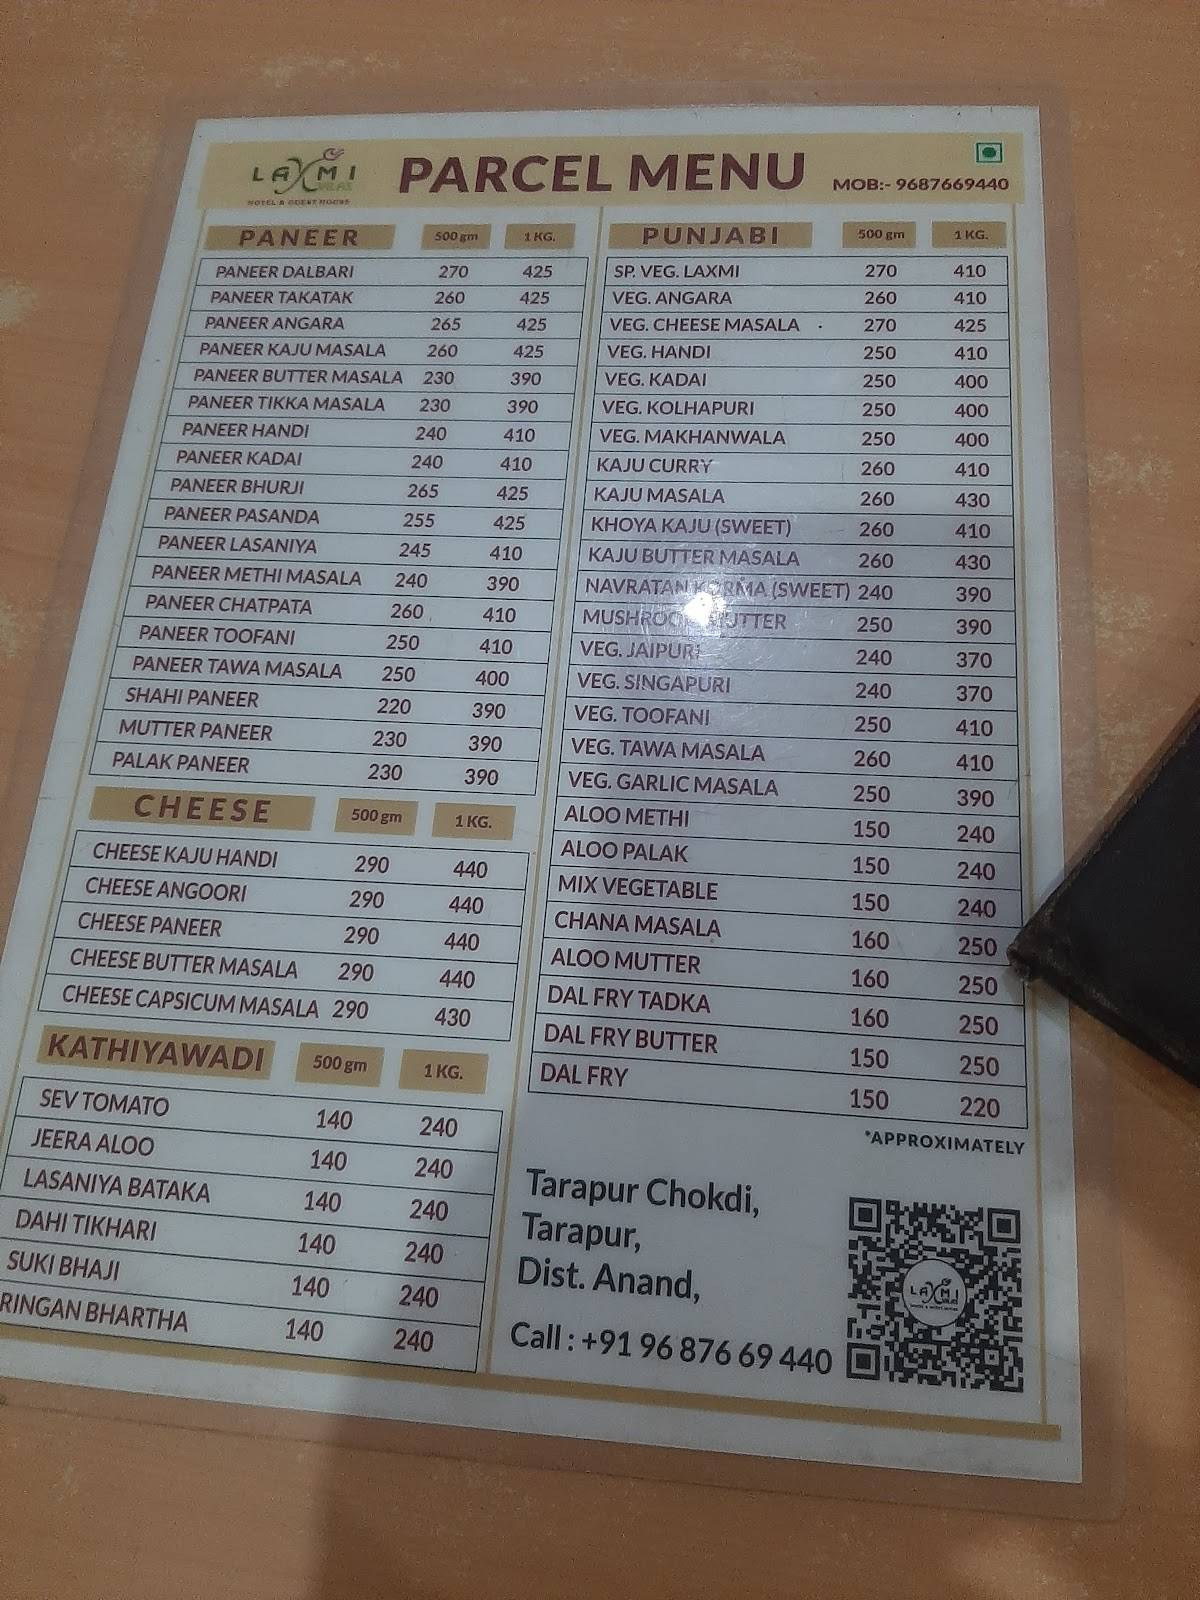 LAXMI
VILAS
HOTEL & GUEST HOUSE
PARCEL MENU
MOB:- 9687669440
PANEER 500 gm 1 KG.
PANEER DALBARI 270 425
PANEER TAKATAK 260 425
PANEER ANGARA 265 425
PANEER KAJU MASALA 260 425
PANEER BUTTER MASALA 230 390
PANEER TIKKA MASALA 230 390
PANEER HANDI 240 410
PANEER KADAI 240 410
PANEER BHURJI 265 425
PANEER PASANDA 255 425
PANEER LASANIYA 245 410
PANEER METHI MASALA 240 390
PANEER CHATPATA 260 410
PANEER TOOFANI 250 410
PANEER TAWA MASALA 250 400
SHAHI PANEER 220 390
MUTTER PANEER 230 390
PALAK PANEER 230 390
CHEESE 500 gm 1 KG.
CHEESE KAJU HANDI 290 440
CHEESE ANGOORI 290 440
CHEESE PANEER 290 440
CHEESE BUTTER MASALA 290 440
CHEESE CAPSICUM MASALA 290 430
KATHIYAWADI 500 gm 1 KG.
SEV TOMATO 140 240
JEERA ALOO 140 240
LASANIYA BATAKA 140 240
DAHI TIKHARI 140 240
SUKI BHAJI 140 240
RINGAN BHARTHA 140 240
PUNJABI 500 gm 1 KG.
SP. VEG. LAXMI 270 410
VEG. ANGARA 260 410
VEG. CHEESE MASALA 270 425
VEG. HANDI 250 410
VEG. KADAI 250 400
VEG. KOLHAPURI 250 400
VEG. MAKHANWALA 250 400
KAJU CURRY 260 410
KAJU MASALA 260 430
KHOYA KAJU (SWEET) 260 410
KAJU BUTTER MASALA 260 430
NAVRATAN KORMA (SWEET) 240 390
MUSHROOM MUTTER 250 390
VEG. JAIPURI 240 370
VEG. SINGAPURI 240 370
VEG. TOOFANI 250 410
VEG. TAWA MASALA 260 410
VEG. GARLIC MASALA 250 390
ALOO METHI 150 240
ALOO PALAK 150 240
MIX VEGETABLE 150 240
CHANA MASALA 160 250
ALOO MUTTER 160 250
DAL FRY TADKA 160 250
DAL FRY BUTTER 150 250
DAL FRY 150 220
*APPROXIMATELY
Tarapur Chokdi,
Tarapur,
Dist. Anand,
Call : +91 96 876 69 440
LAXMI
VILAS